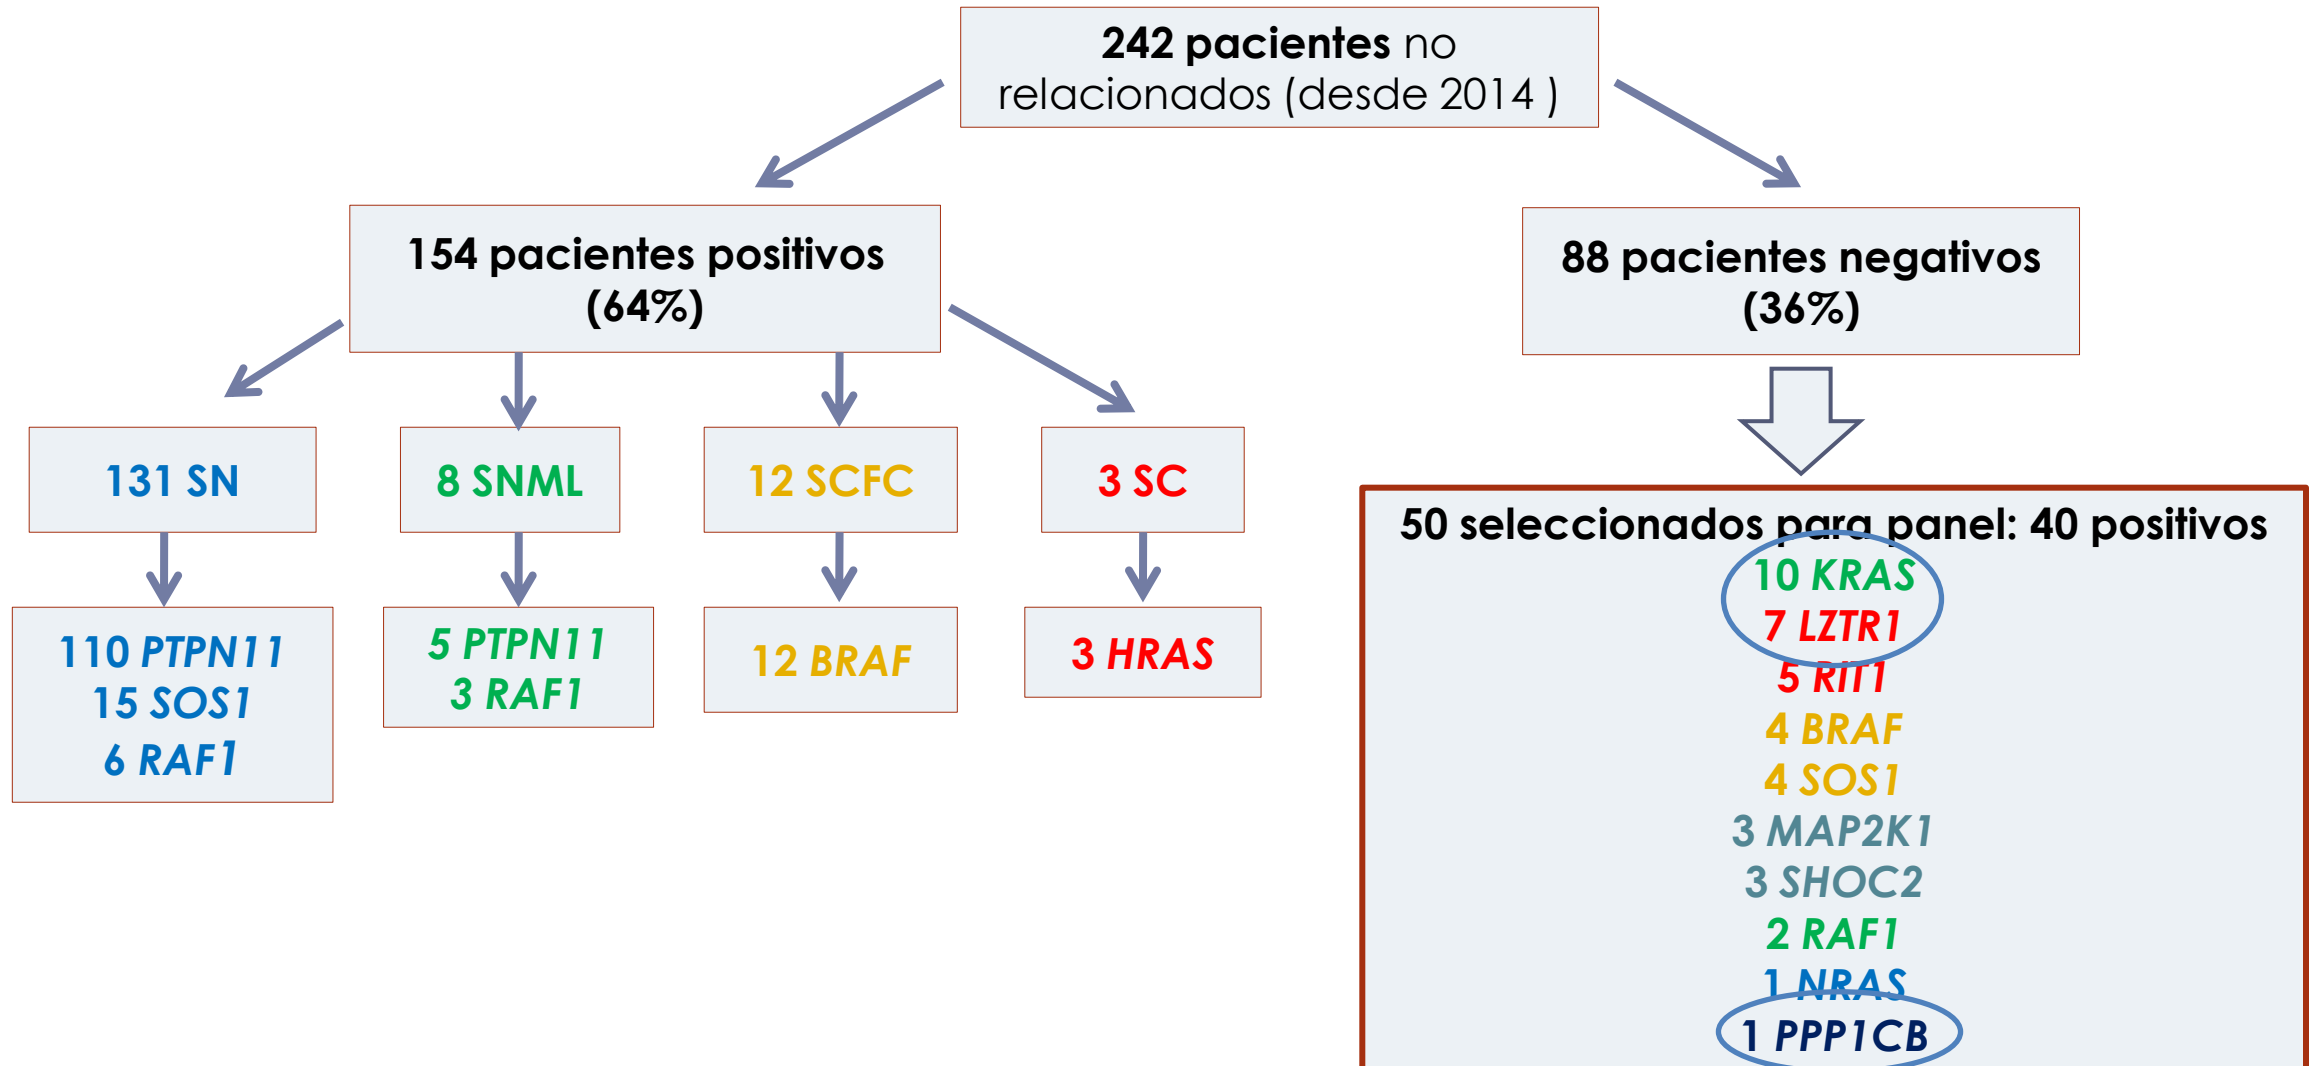 242 pacientes no
relacionados (desde 2014 )
154 pacientes positivos
(64%)
88 pacientes negativos
(36%)
131 SN
8 SNML
12 SCFC
3 SC
110 PTPN11
15 SOS1
6 RAF1
5 PTPN11
3 RAF1
12 BRAF
3 HRAS
50 seleccionados para panel: 40 positivos
10 KRAS
7 LZTR1
5 RIT1
4 BRAF
4 SOS1
3 MAP2K1
3 SHOC2
2 RAF1
1 NRAS
1 PPP1CB